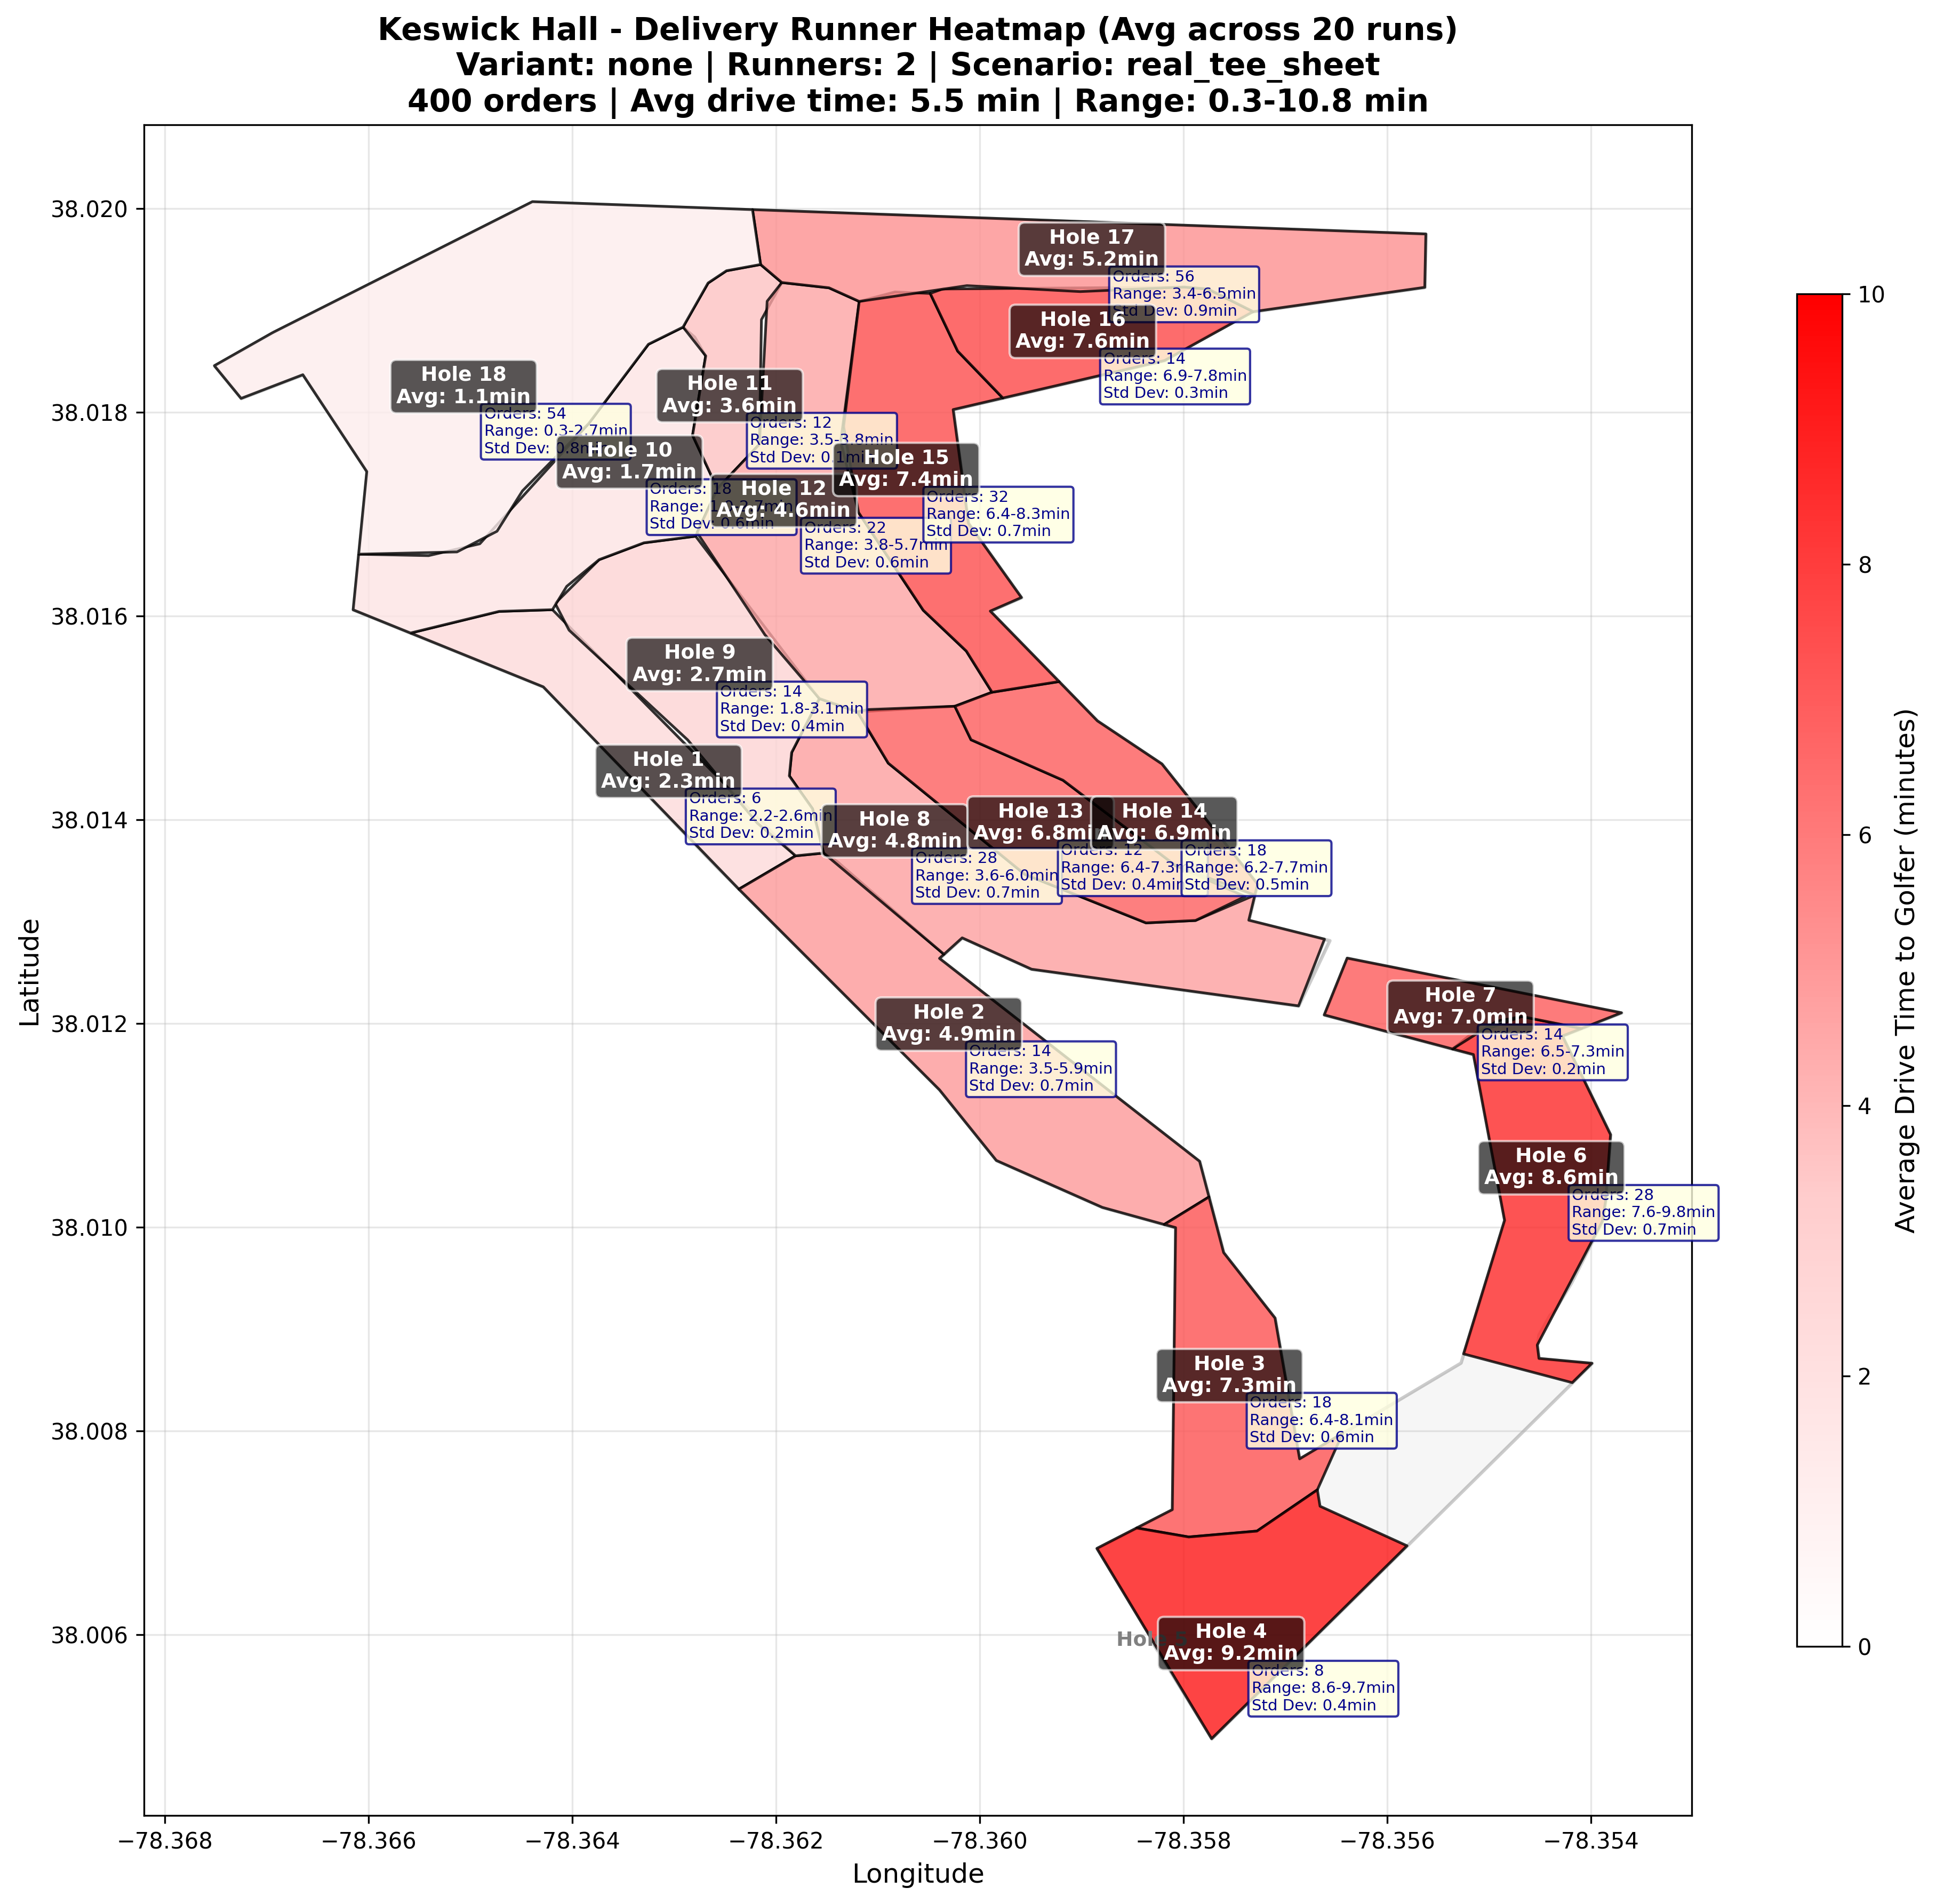 Keswick Hall - Delivery Runner Heatmap (Avg across 20 runs)
Variant: none | Runners: 2 | Scenario: real_tee_sheet
400 orders | Avg drive time: 5.5 min | Range: 0.3-10.8 min
Hole 17
Avg: 5.2min
Orders: 56
Range: 3.4-6.5min
Std Dev: 0.9min
Hole 16
Avg: 7.6min
Orders: 14
Range: 6.9-7.8min
Std Dev: 0.3min
Hole 18
Avg: 1.1min
Orders: 54
Range: 0.3-2.7min
Std Dev: 0.8min
Hole 11
Avg: 3.6min
Orders: 12
Range: 3.5-3.8min
Std Dev: 0.1min
Hole 10
Avg: 1.7min
Orders: 18
Range:
Std Dev: 0.6min
Hole 15
Avg: 7.4min
Orders: 32
Range: 6.4-8.3min
Std Dev: 0.7min
Hole 12
Avg: 4.6min
Orders: 22
Range: 3.8-5.7min
Std Dev: 0.6min
Hole 9
Avg: 2.7min
Orders: 14
Range: 1.8-3.1min
Std Dev: 0.4min
Hole 1
Avg: 2.3min
Orders: 6
Range: 2.2-2.6min
Std Dev: 0.2min
Hole 8
Avg: 4.8min
Orders: 28
Range: 3.6-6.0min
Std Dev: 0.7min
Hole 13
Avg: 6.8min
Orders: 12
Range: 6.4-7.3min
Std Dev: 0.4min
Hole 14
Avg: 6.9min
Orders: 18
Range: 6.2-7.7min
Std Dev: 0.5min
Hole 2
Avg: 4.9min
Orders: 14
Range: 3.5-5.9min
Std Dev: 0.7min
Hole 7
Avg: 7.0min
Orders: 14
Range: 6.5-7.3min
Std Dev: 0.2min
Hole 6
Avg: 8.6min
Orders: 28
Range: 7.6-9.8min
Std Dev: 0.7min
Hole 3
Avg: 7.3min
Orders: 18
Range: 6.4-8.1min
Std Dev: 0.6min
Hole 5
Hole 4
Avg: 9.2min
Orders: 8
Range: 8.6-9.7min
Std Dev: 0.4min
38.020
38.018
38.016
38.014
38.012
38.010
38.008
38.006
Latitude
−78.368
−78.366
−78.364
−78.362
−78.360
−78.358
−78.356
−78.354
Longitude
10
8
6
4
2
0
Average Drive Time to Golfer (minutes)